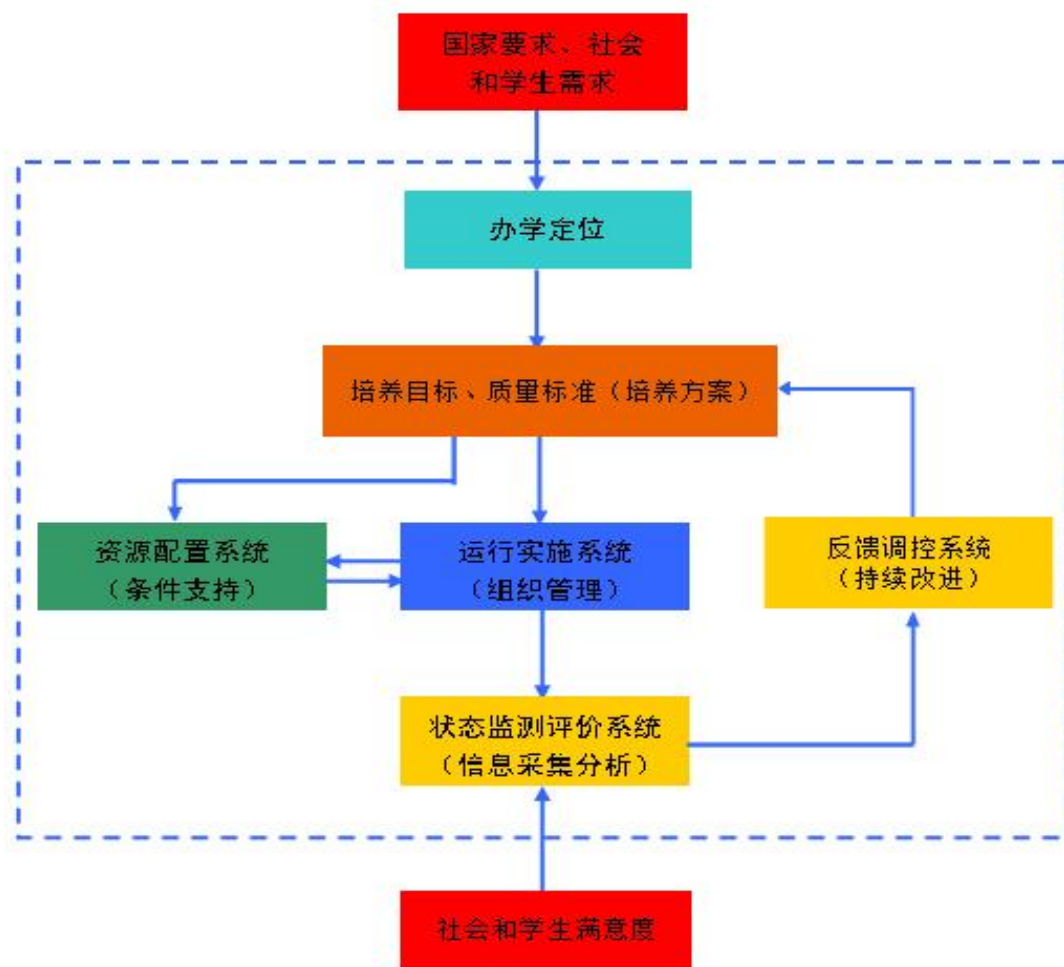 国家要求、社会
和学生需求
办学定位
培养目标、质量标准（培养方案）
资源配置系统
（条件支持）
运行实施系统
（组织管理）
反馈调控系统
（持续改进）
状态监测评价系统
（信息采集分析）
社会和学生满意度